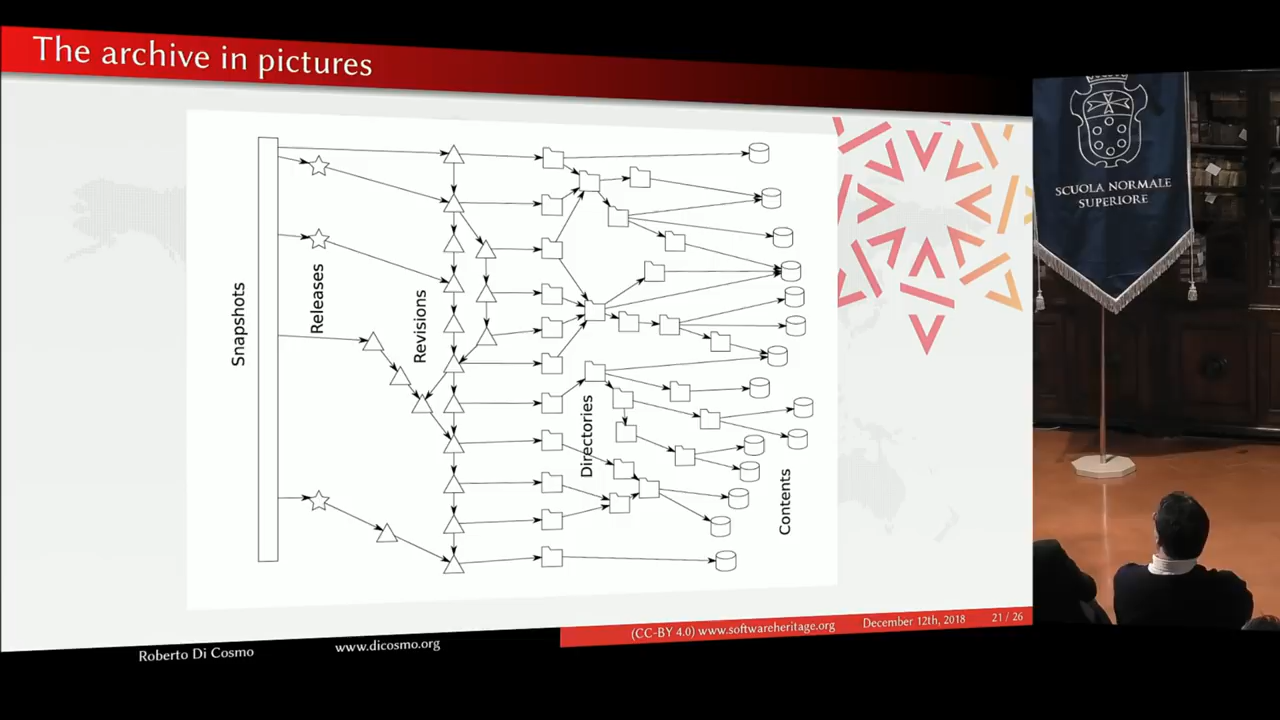 The archive in pictures
Snapshots
Releases
Revisions
Directories
Contents
SCUOLA NORMALE
SUPERIORE
(CC-BY 4.0) www.softwareheritage.org December 12th, 2018 21 / 26
Roberto Di Cosmo www.dicosmo.org